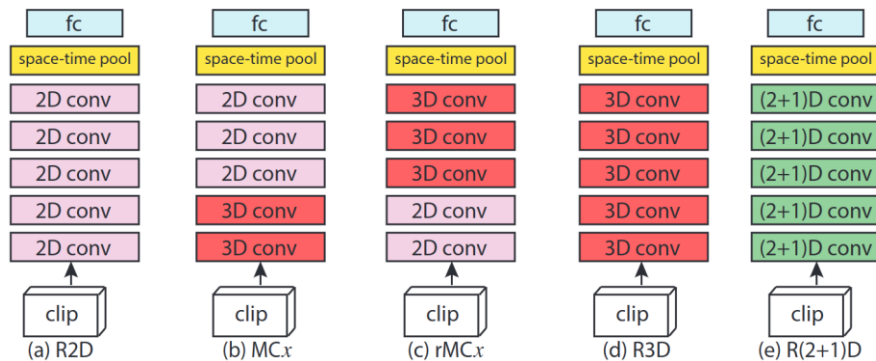 fc fc fc fc fc
space-time pool space-time pool space-time pool space-time pool space-time pool
2D conv 2D conv 3D conv 3D conv (2+1)D conv
2D conv 2D conv 3D conv 3D conv (2+1)D conv
2D conv 2D conv 3D conv 3D conv (2+1)D conv
2D conv 3D conv 2D conv 3D conv (2+1)D conv
2D conv 3D conv 2D conv 3D conv (2+1)D conv
clip clip clip clip clip
(a) R2D (b) MCx (c) rMCx (d) R3D (e) R(2+1)D